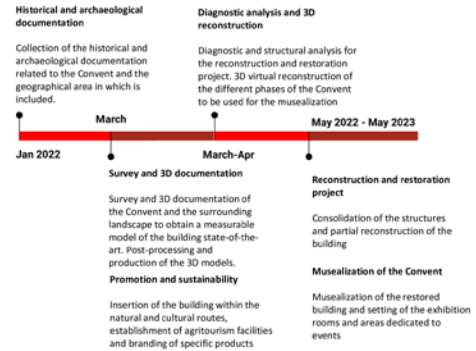 Historical and archaeological
documentation
Collection of the historical and
archaeological documentation
related to the Convent and the
geographical area in which is
included.
Diagnostic analysis and 3D
reconstruction
Diagnostic and structural analysis for
the reconstruction and restoration
project. 3D virtual reconstruction of
the different phases of the Convent
to be used for the musealization
March
May 2022 - May 2023
Jan 2022
March-Apr
Survey and 3D documentation
Survey and 3D documentation of
the Convent and the surrounding
landscape to obtain a measurable
model of the building state-of-the-
art. Post-processing and
production of the 3D models.
Promotion and sustainability
Insertion of the building within the
natural and cultural routes,
establishment of agritourism facilities
and branding of specific products
Reconstruction and restoration
project
Consolidation of the structures
and partial reconstruction of the
building
Musealization of the Convent
Musealization of the restored
building and setting of the exhibition
rooms and areas dedicated to
events